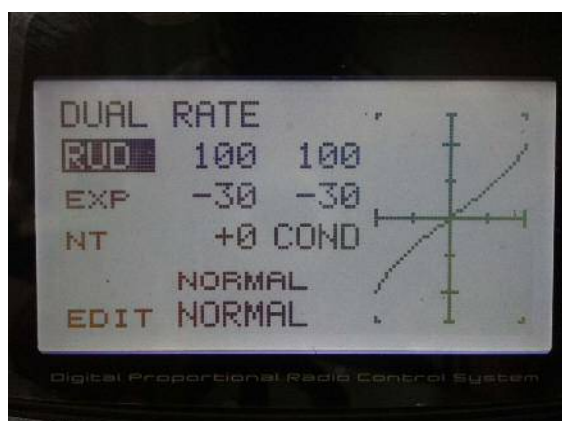 DUAL RATE
RUD 100 100
EXP -30 -30
NT +0 COND
NORMAL
EDIT NORMAL
Digital Proportional Radio Control System